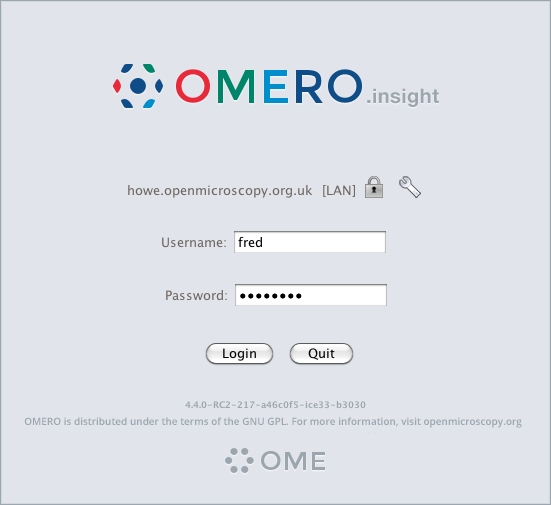 OMERO.insight
howe.openmicroscopy.org.uk [LAN]
Username: fred
Password: ••••••••
Login Quit
4.4.0-RC2-217-a46c0f5-ice33-b3030
OMERO is distributed under the terms of the GNU GPL. For more information, visit openmicroscopy.org
OME